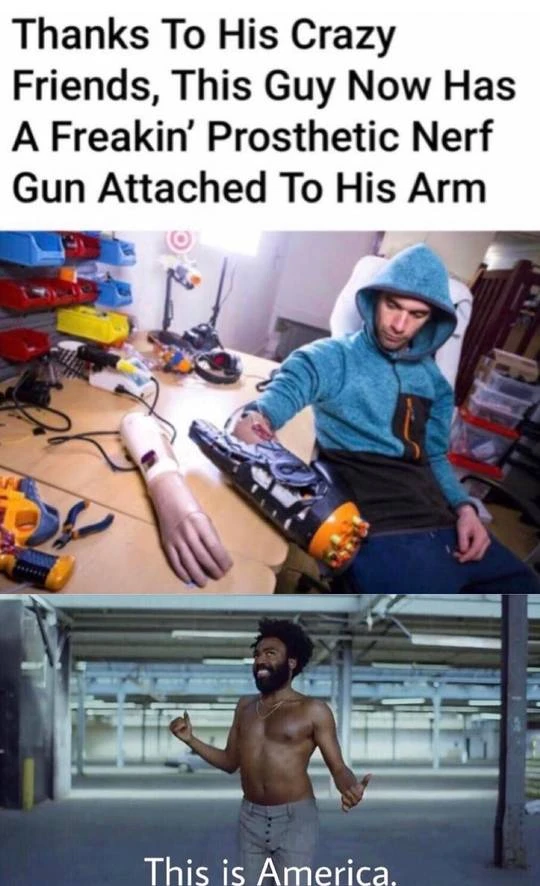 Thanks To His Crazy
Friends, This Guy Now Has
A Freakin’ Prosthetic Nerf
Gun Attached To His Arm
This is America.